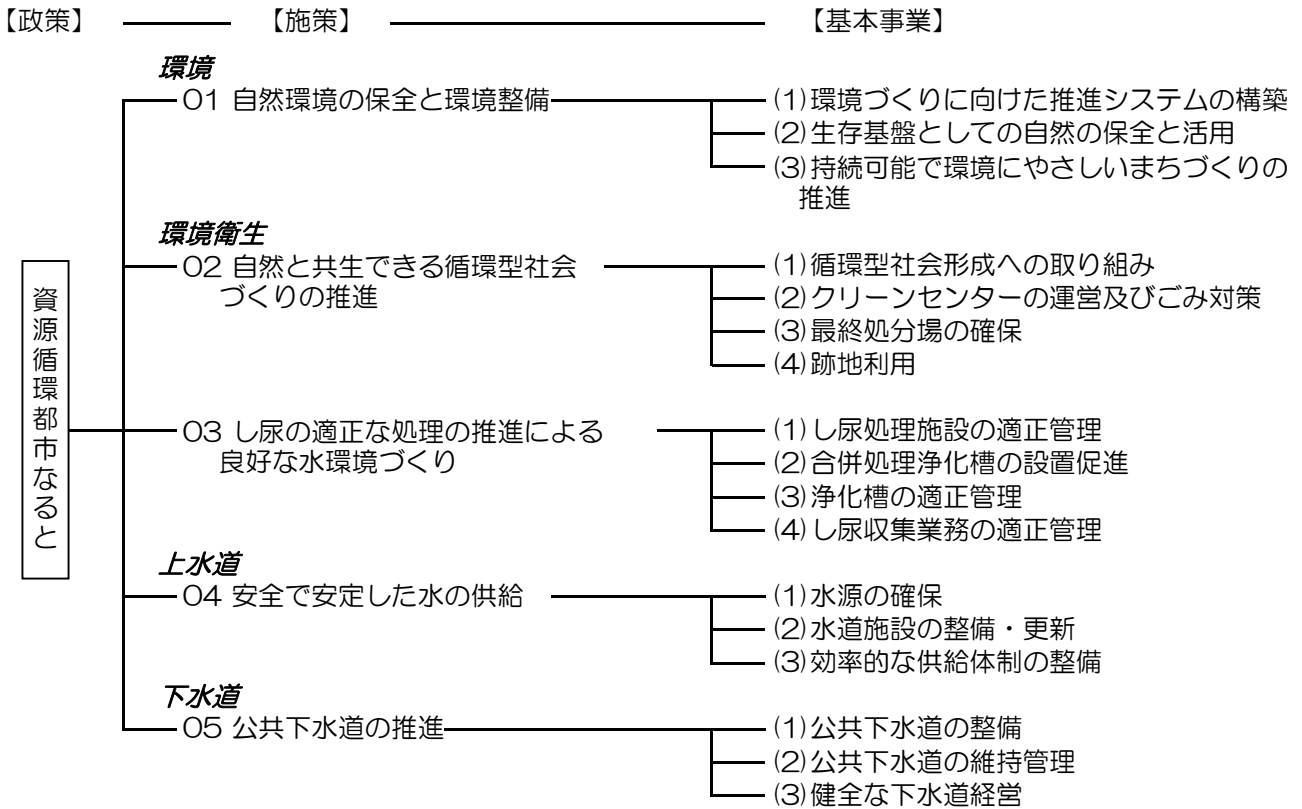 【政策】 【施策】 【基本事業】
環境
01 自然環境の保全と環境整備
(1)環境づくりに向けた推進システムの構築
(2)生存基盤としての自然の保全と活用
(3)持続可能で環境にやさしいまちづくりの
推進
環境衛生
02 自然と共生できる循環型社会
づくりの推進
(1)循環型社会形成への取り組み
(2)クリーンセンターの運営及びごみ対策
(3)最終処分場の確保
(4)跡地利用
資源循環都市なると
03 し尿の適正な処理の推進による
良好な水環境づくり
(1)し尿処理施設の適正管理
(2)合併処理浄化槽の設置促進
(3)浄化槽の適正管理
(4)し尿収集業務の適正管理
上水道
04 安全で安定した水の供給
(1)水源の確保
(2)水道施設の整備・更新
(3)効率的な供給体制の整備
下水道
05 公共下水道の推進
(1)公共下水道の整備
(2)公共下水道の維持管理
(3)健全な下水道経営